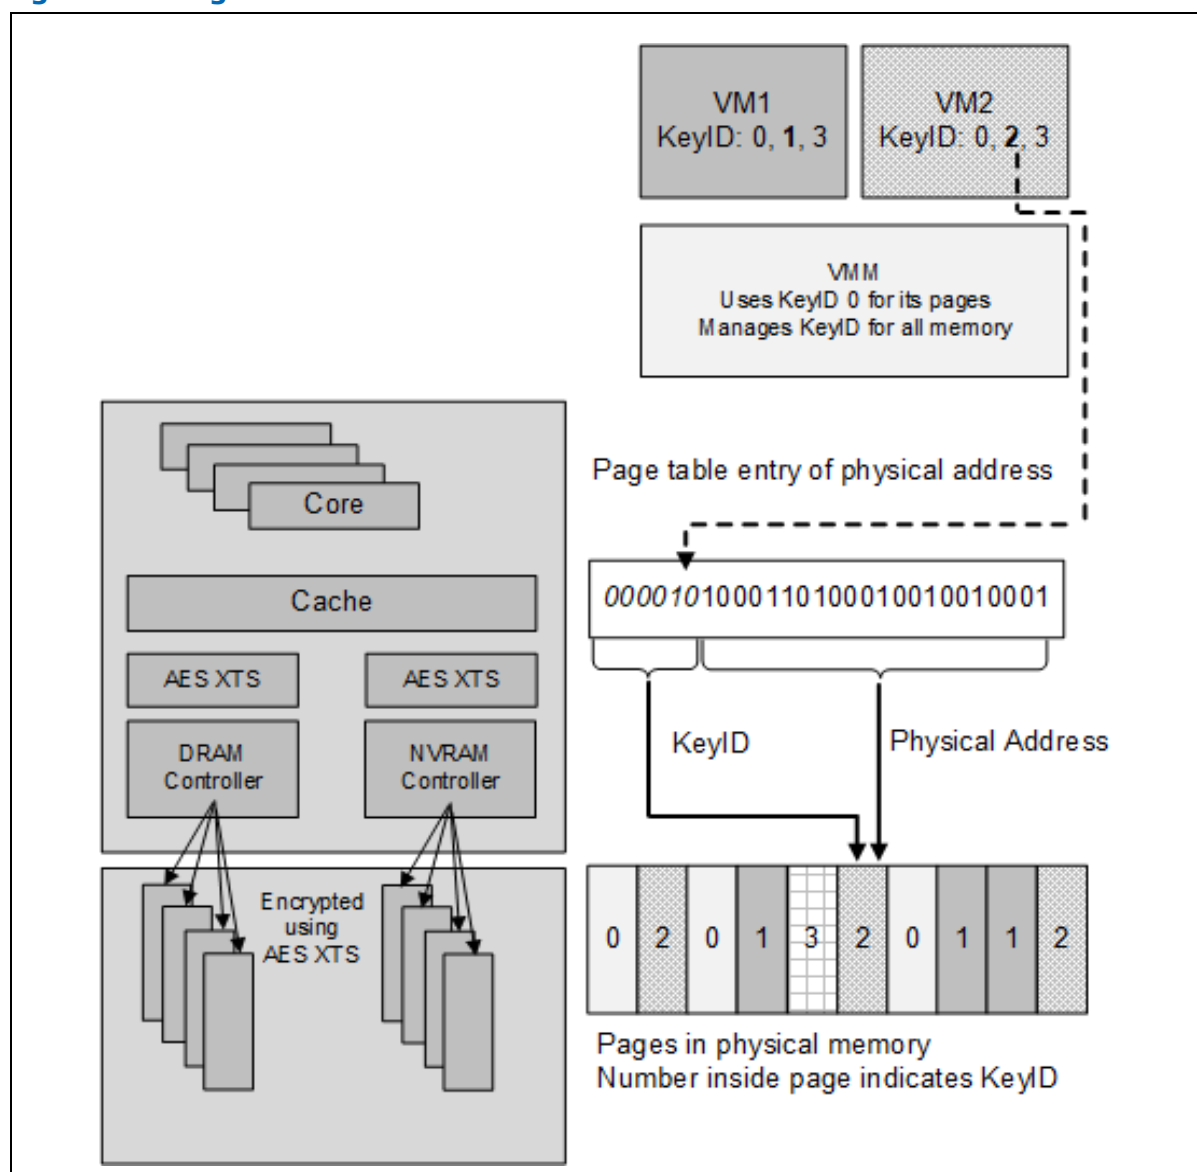 VM1
KeyID: 0, 1, 3
VM2
KeyID: 0, 2, 3
VMM
Uses KeyID 0 for its pages
Manages KeyID for all memory
Core
Page table entry of physical address
Cache
0000101000110100010010010001
AES XTS
AES XTS
DRAM
Controller
NVRAM
Controller
KeyID
Physical Address
Encrypted
using
AES XTS
0 2 0 1 3 2 0 1 1 2
Pages in physical memory
Number inside page indicates KeyID